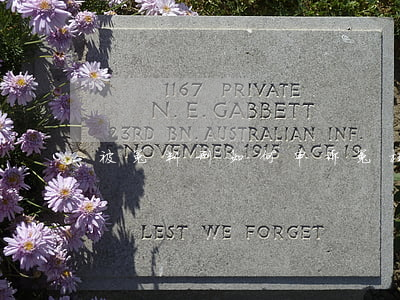 1167 PRIVATE
N. E. GABBETT
23RD BN. AUSTRALIAN INF.
NOVEMBER 1915 AGE 19
LEST WE FORGET